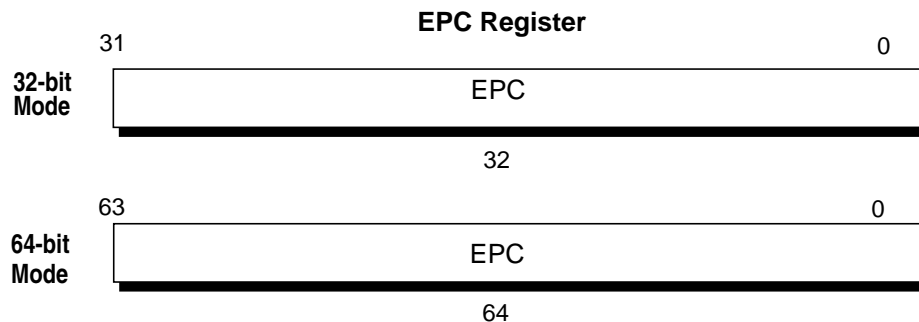 EPC Register
31 0
32-bit
Mode
EPC
32
63 0
64-bit
Mode
EPC
64